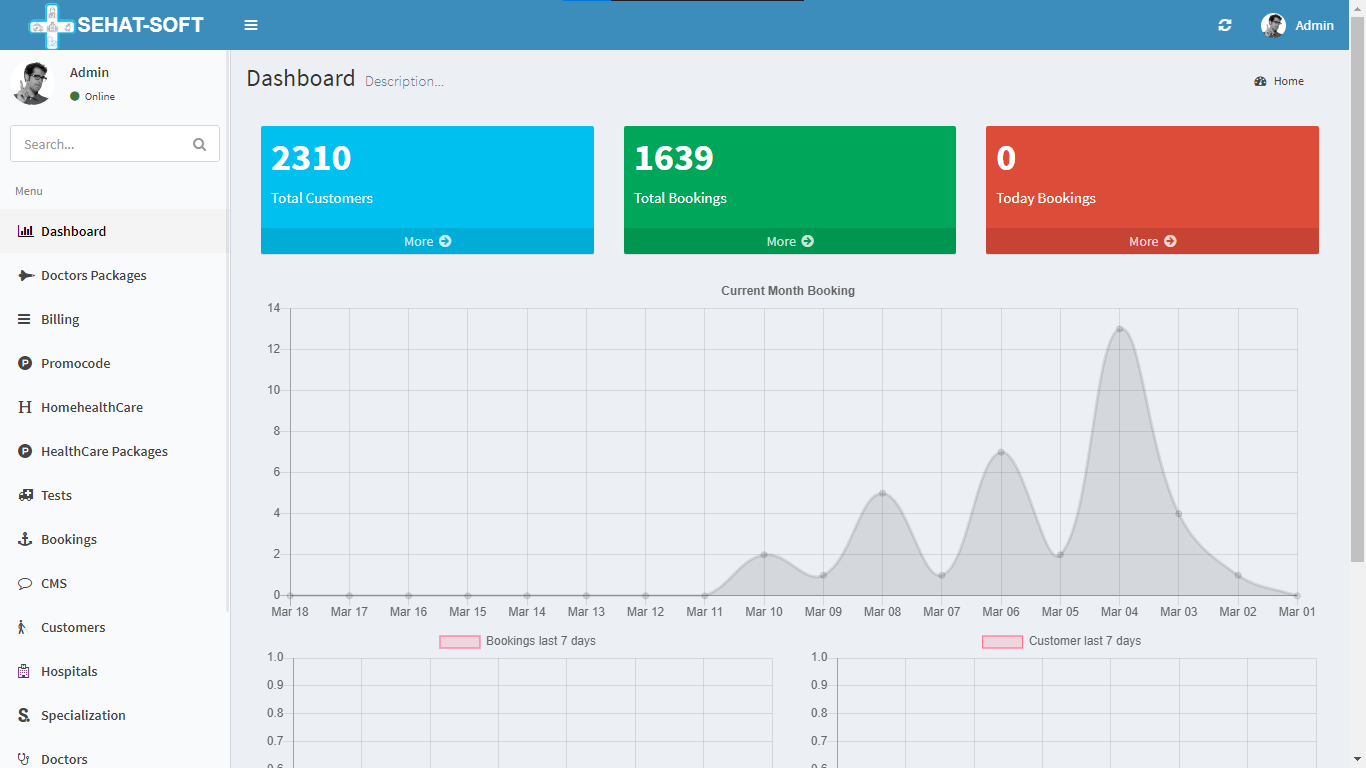 SEHAT-SOFT
Admin
Admin
Online
Search...
Menu
Dashboard
Doctors Packages
Billing
Promocode
HomehealthCare
HealthCare Packages
Tests
Bookings
CMS
Customers
Hospitals
Specialization
Doctors
Dashboard Description...
Home
2310
Total Customers
More
1639
Total Bookings
More
0
Today Bookings
More
Current Month Booking
14
12
10
8
6
4
2
0
Mar 18 Mar 17 Mar 16 Mar 15 Mar 14 Mar 13 Mar 12 Mar 11 Mar 10 Mar 09 Mar 08 Mar 07 Mar 06 Mar 05 Mar 04 Mar 03 Mar 02 Mar 01
Bookings last 7 days
1.0
0.9
0.8
0.7
0.6
Customer last 7 days
1.0
0.9
0.8
0.7
0.6